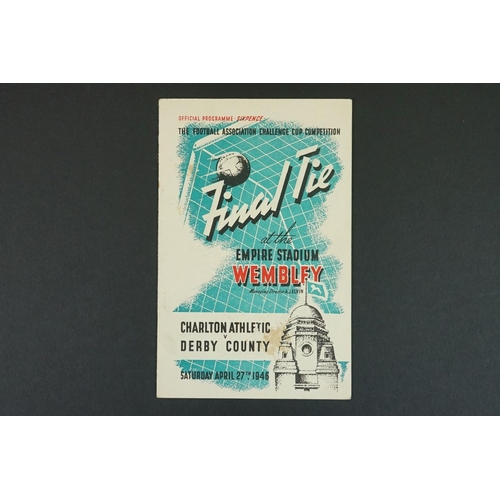 OFFICIAL PROGRAMME - SIXPENCE
THE FOOTBALL ASSOCIATION CHALLENGE CUP COMPETITION
Final Tie
at the
EMPIRE STADIUM
WEMBLEY
CHARLTON ATHLETIC
V
DERBY COUNTY
SATURDAY APRIL 27TH 1946